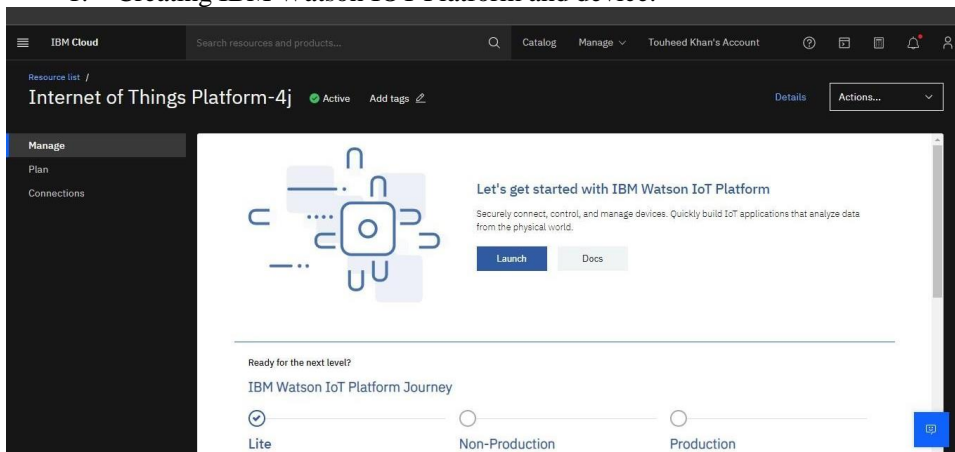 1. Creating IBM Watson IOT Platform and device.
IBM Cloud
Search resources and products...
Catalog
Manage
Touheed Khan's Account
Resource list /
Internet of Things Platform-4j
Active
Add tags
Details
Actions...
Manage
Plan
Connections
Let's get started with IBM Watson IoT Platform
Securely connect, control, and manage devices. Quickly build IoT applications that analyze data
from the physical world.
Launch
Docs
Ready for the next level?
IBM Watson IoT Platform Journey
Lite
Non-Production
Production